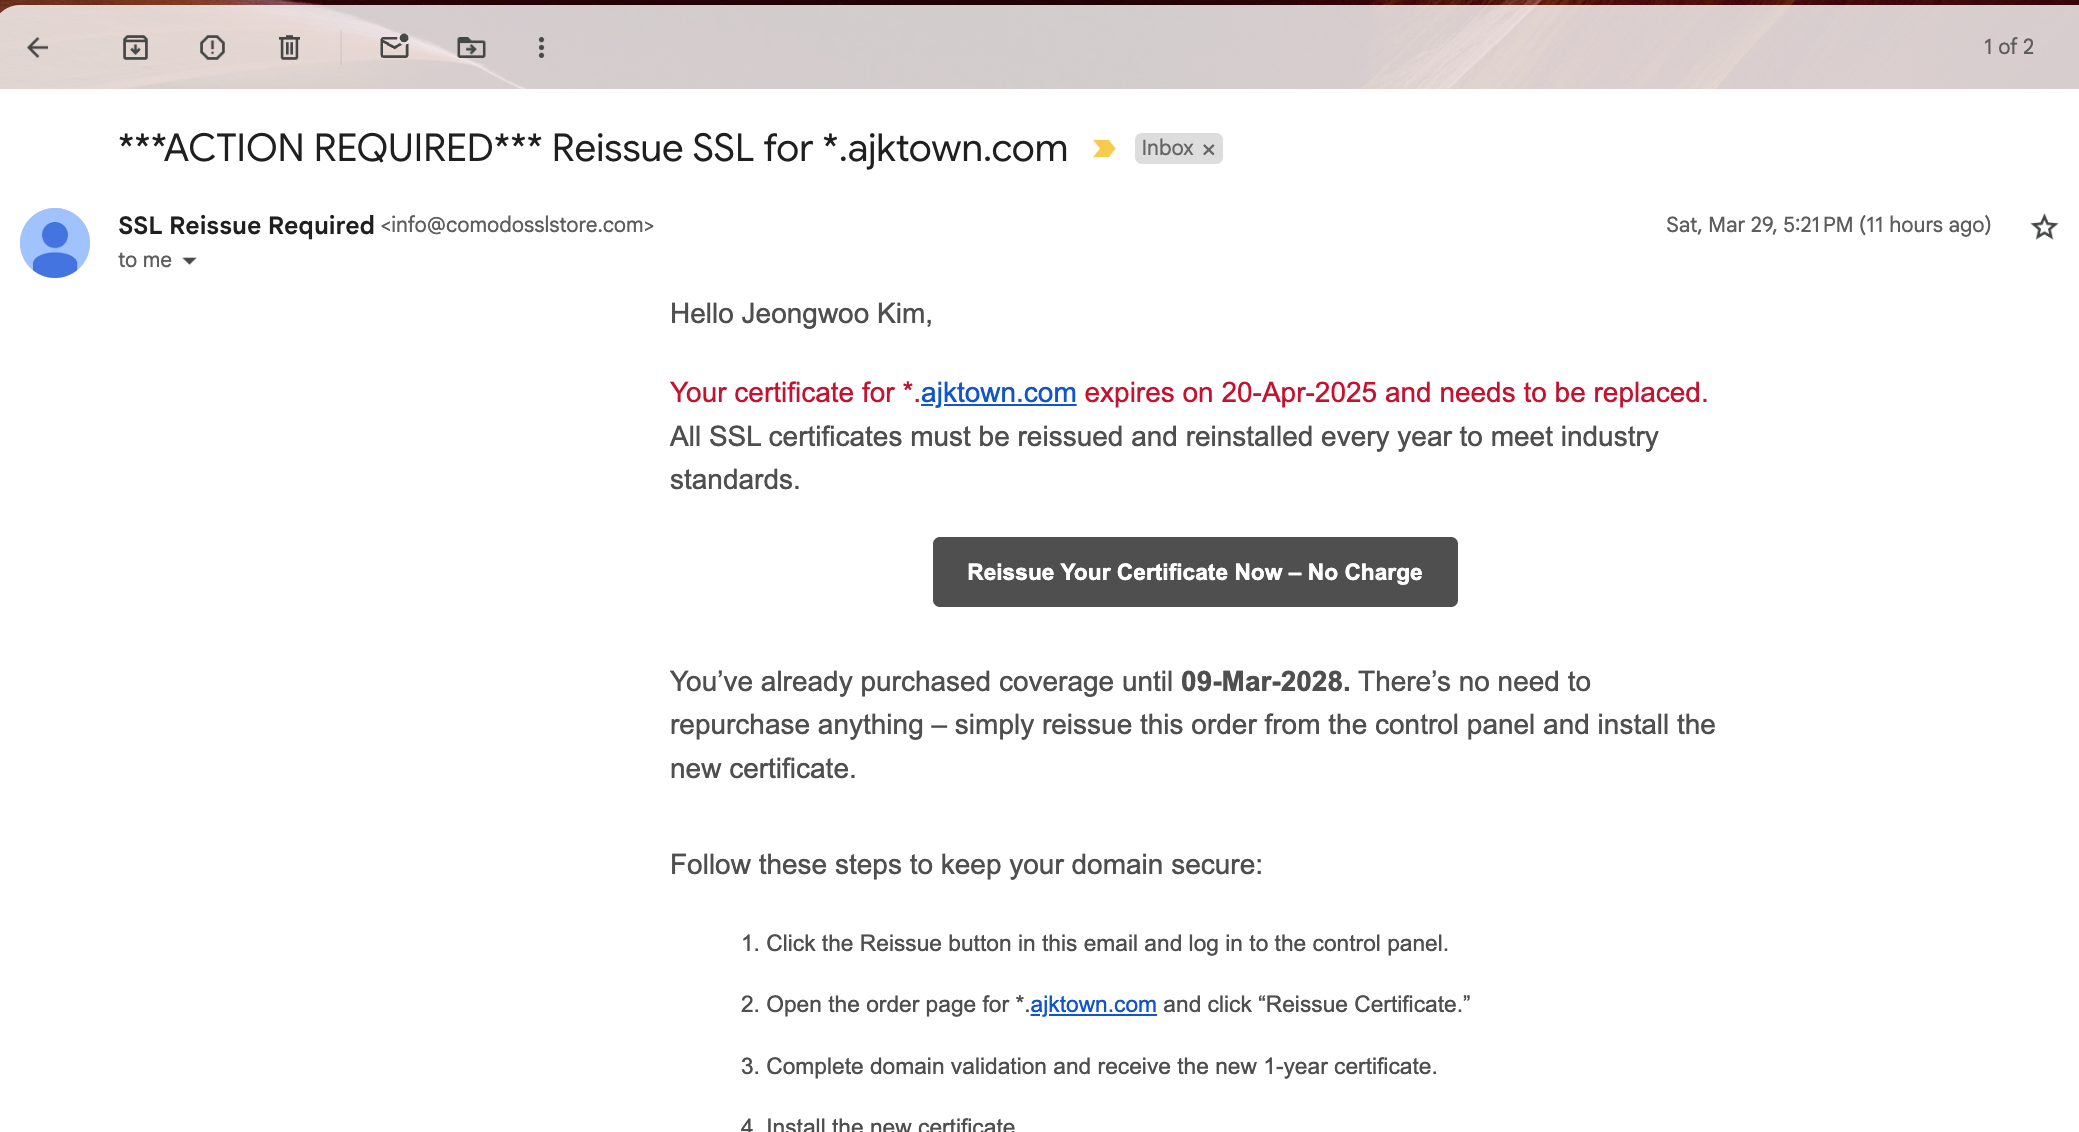 1 of 2
***ACTION REQUIRED*** Reissue SSL for *.ajktown.com Inbox ×
SSL Reissue Required <info@comodosslstore.com> Sat, Mar 29, 5:21 PM (11 hours ago)
to me
Hello Jeongwoo Kim,
Your certificate for *.ajktown.com expires on 20-Apr-2025 and needs to be replaced.
All SSL certificates must be reissued and reinstalled every year to meet industry
standards.
Reissue Your Certificate Now – No Charge
You’ve already purchased coverage until 09-Mar-2028. There’s no need to
repurchase anything – simply reissue this order from the control panel and install the
new certificate.
Follow these steps to keep your domain secure:
1. Click the Reissue button in this email and log in to the control panel.
2. Open the order page for *.ajktown.com and click “Reissue Certificate.”
3. Complete domain validation and receive the new 1-year certificate.
4. Install the new certificate